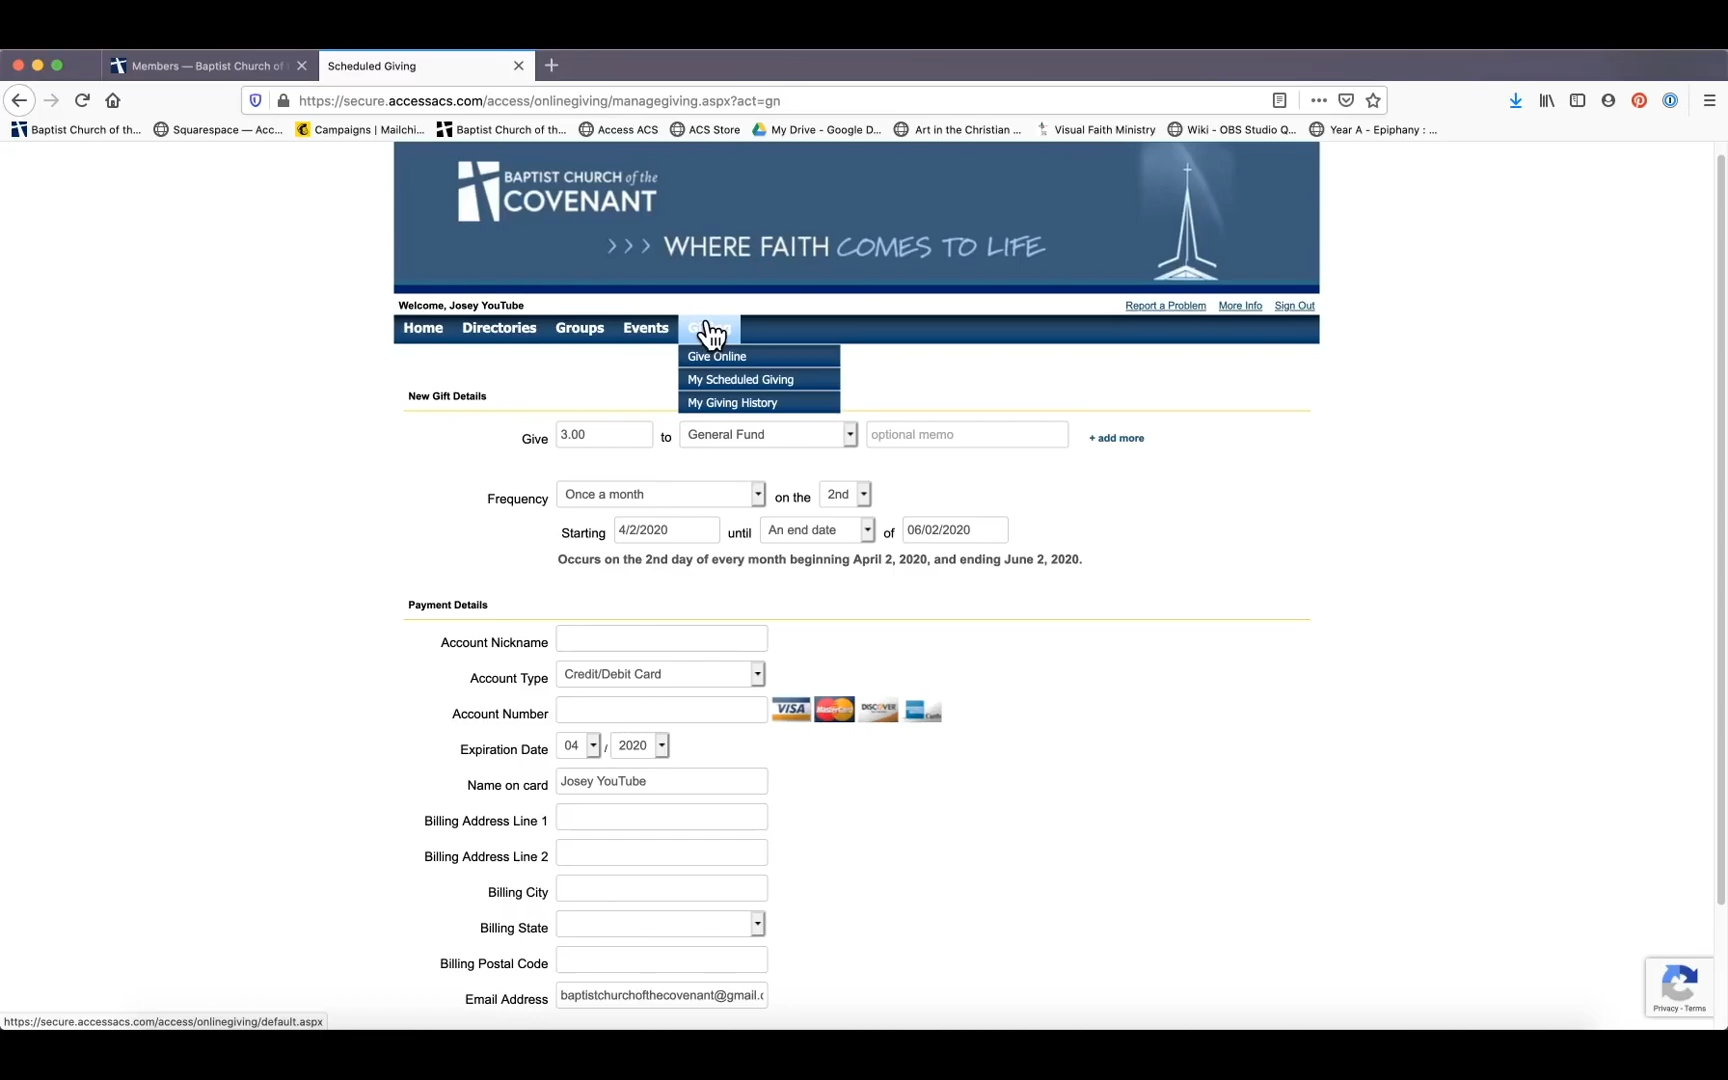 Members — Baptist Church of
Scheduled Giving
https://secure.accessacs.com/access/onlinegiving/managegiving.aspx?act=gn
Baptist Church of th...
Squarespace — Acc...
Campaigns | Mailchi...
Baptist Church of th...
Access ACS
ACS Store
My Drive - Google D...
Art in the Christian ...
Visual Faith Ministry
Wiki - OBS Studio Q...
Year A - Epiphany : ...
BAPTIST CHURCH of the
COVENANT
>>> WHERE FAITH COMES TO LIFE
Welcome, Josey YouTube
Report a Problem More Info Sign Out
Home Directories Groups Events
Give Online
My Scheduled Giving
My Giving History
New Gift Details
Give 3.00 to General Fund optional memo + add more
Frequency Once a month on the 2nd
Starting 4/2/2020 until An end date of 06/02/2020
Occurs on the 2nd day of every month beginning April 2, 2020, and ending June 2, 2020.
Payment Details
Account Nickname
Account Type Credit/Debit Card
Account Number VISA MasterCard DISCOVER
Expiration Date 04 / 2020
Name on card Josey YouTube
Billing Address Line 1
Billing Address Line 2
Billing City
Billing State
Billing Postal Code
Email Address baptistchurchofthecovenant@gmail.c
Privacy - Terms
https://secure.accessacs.com/access/onlinegiving/default.aspx